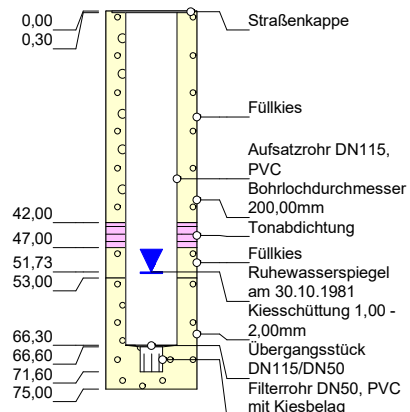 0,00
0,30
42,00
47,00
51,73
53,00
66,30
66,60
71,60
75,00
Straßenkappe
Füllkies
Aufsatzrohr DN115,
PVC
Bohrlochdurchmesser
200,00mm
Tonabdichtung
Füllkies
Ruhewasserspiegel
am 30.10.1981
Kiesschüttung 1,00 -
2,00mm
Übergangsstück
DN115/DN50
Filterrohr DN50, PVC
mit Kiesbelag